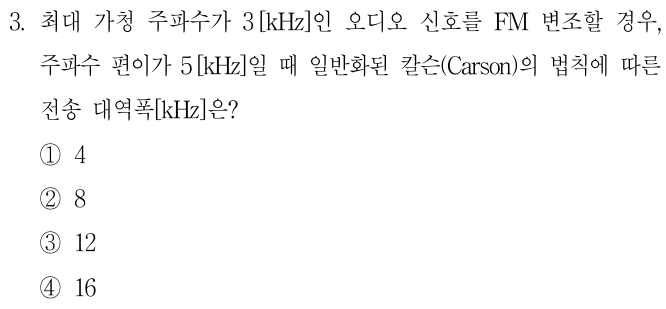 3. 최대 가청 주파수가 3[kHz]인 오디오 신호를 FM 변조할 경우,
주파수 편이가 5[kHz]일 때 일반화된 칼슨(Carson)의 법칙에 따른
전송 대역폭[kHz]은?
① 4
② 8
③ 12
④ 16